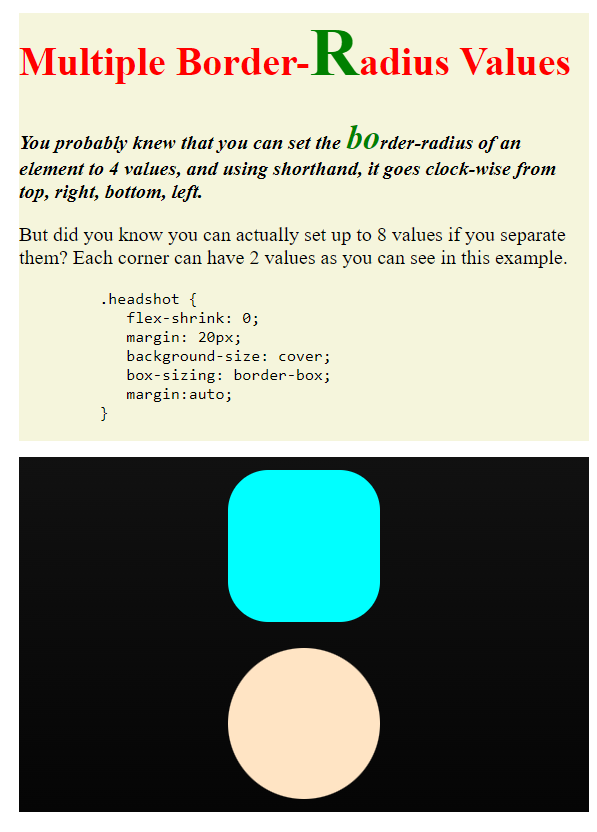 Multiple Border-Radius Values
You probably knew that you can set the border-radius of an
element to 4 values, and using shorthand, it goes clock-wise from
top, right, bottom, left.
But did you know you can actually set up to 8 values if you separate
them? Each corner can have 2 values as you can see in this example.
.headshot {
flex-shrink: 0;
margin: 20px;
background-size: cover;
box-sizing: border-box;
margin:auto;
}